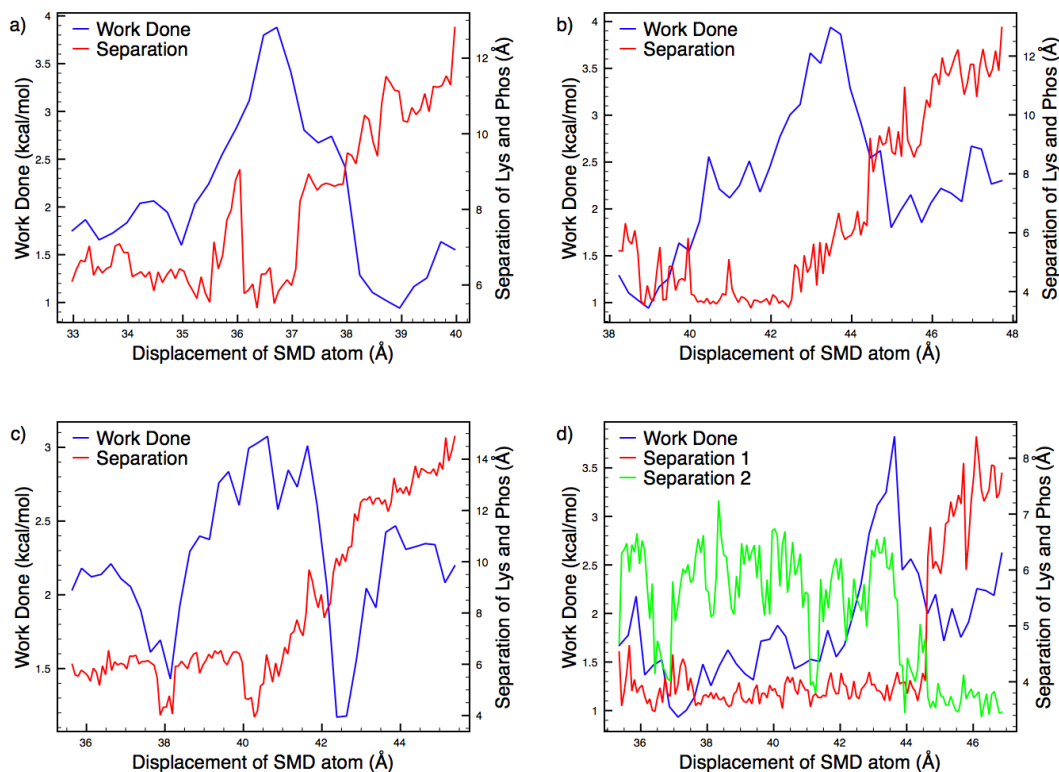 a)
Work Done
Separation
Work Done (kcal/mol)
4
3.5
3
2.5
2
1.5
1
Separation of Lys and Phos (Å)
12
10
8
6
33 34 35 36 37 38 39 40
Displacement of SMD atom (Å)
b)
Work Done
Separation
Work Done (kcal/mol)
4
3.5
3
2.5
2
1.5
1
Separation of Lys and Phos (Å)
12
10
8
6
4
38 40 42 44 46 48
Displacement of SMD atom (Å)
c)
Work Done
Separation
Work Done (kcal/mol)
3
2.5
2
1.5
Separation of Lys and Phos (Å)
14
12
10
8
6
4
36 38 40 42 44
Displacement of SMD atom (Å)
d)
Work Done
Separation 1
Separation 2
Work Done (kcal/mol)
3.5
3
2.5
2
1.5
1
Separation of Lys and Phos (Å)
8
7
6
5
4
36 38 40 42 44 46
Displacement of SMD atom (Å)